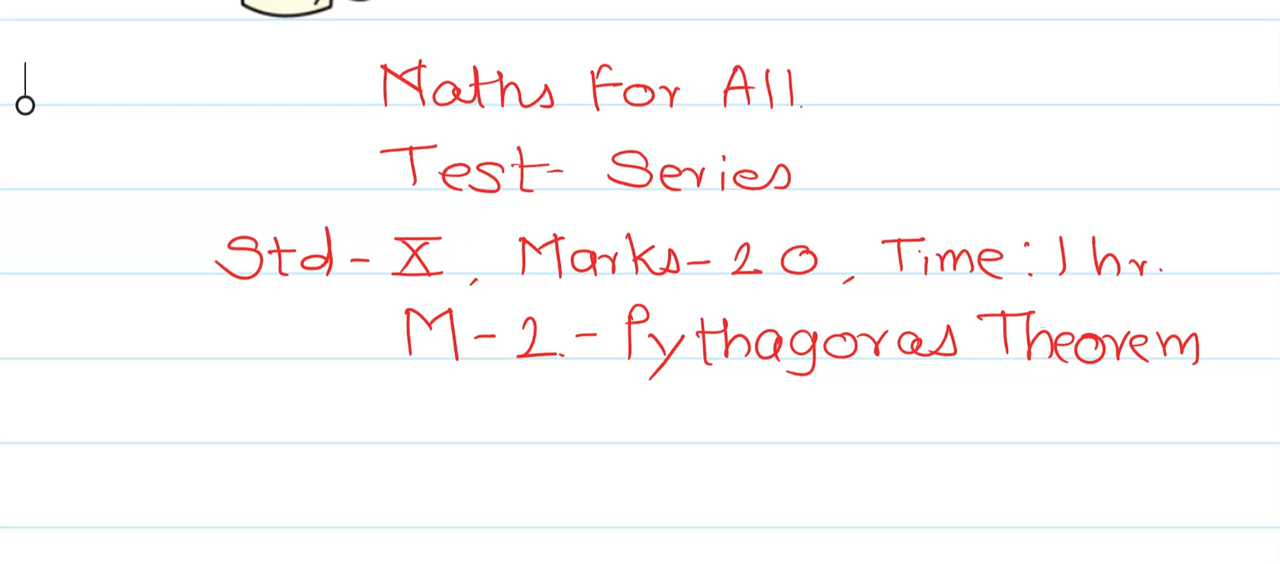 Maths For All.
Test- Series
Std - X, Marks- 20, Time: 1 hr.
M - 2. - Pythagoras Theorem